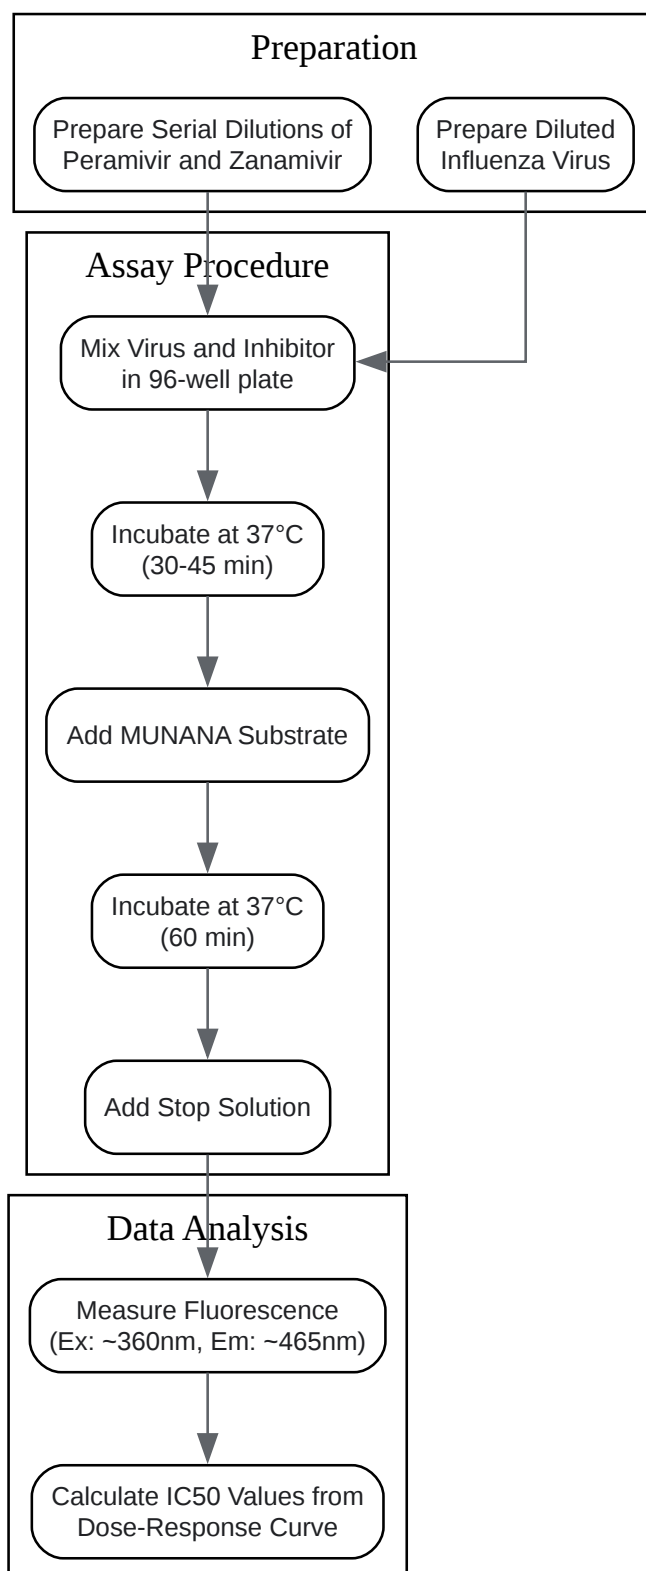 Preparation
Prepare Serial Dilutions of
Peramivir and Zanamivir
Prepare Diluted
Influenza Virus
Assay Procedure
Mix Virus and Inhibitor
in 96-well plate
Incubate at 37°C
(30-45 min)
Add MUNANA Substrate
Incubate at 37°C
(60 min)
Add Stop Solution
Data Analysis
Measure Fluorescence
(Ex: ~360nm, Em: ~465nm)
Calculate IC50 Values from
Dose-Response Curve